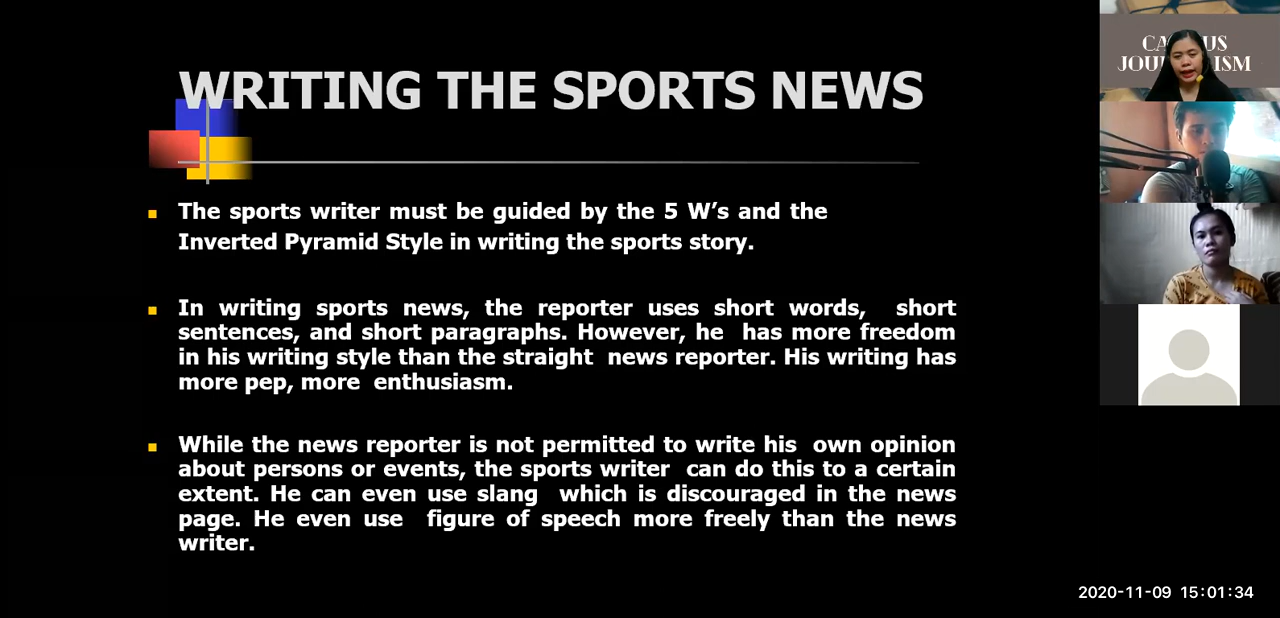 WRITING THE SPORTS NEWS
The sports writer must be guided by the 5 W's and the
Inverted Pyramid Style in writing the sports story.
In writing sports news, the reporter uses short words, short
sentences, and short paragraphs. However, he has more freedom
in his writing style than the straight news reporter. His writing has
more pep, more enthusiasm.
While the news reporter is not permitted to write his own opinion
about persons or events, the sports writer can do this to a certain
extent. He can even use slang which is discouraged in the news
page. He even use figure of speech more freely than the news
writer.
2020-11-09 15:01:34